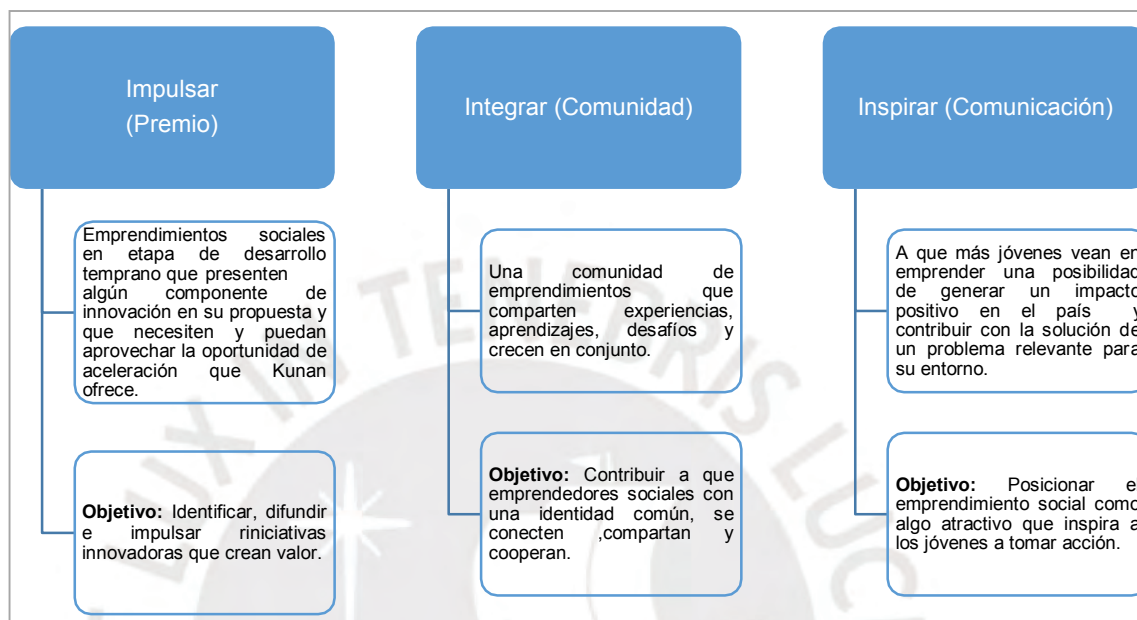 Impulsar
(Premio)
Emprendimientos sociales
en etapa de desarrollo
temprano que presenten
algún componente de
innovación en su propuesta y
que necesiten y puedan
aprovechar la oportunidad de
aceleración que Kunan
ofrece.
Objetivo: Identificar, difundir
e impulsar riniciativas
innovadoras que crean valor.
Integrar (Comunidad)
Una comunidad de
emprendimientos que
comparten experiencias,
aprendizajes, desafíos y
crecen en conjunto.
Objetivo: Contribuir a que
emprendedores sociales con
una identidad común, se
conecten ,compartan y
cooperan.
Inspirar (Comunicación)
A que más jóvenes vean en
emprender una posibilidad
de generar un impacto
positivo en el país y
contribuir con la solución de
un problema relevante para
su entorno.
Objetivo: Posicionar el
emprendimiento social como
algo atractivo que inspira a
los jóvenes a tomar acción.
LUX IN TENEBRIS LUC